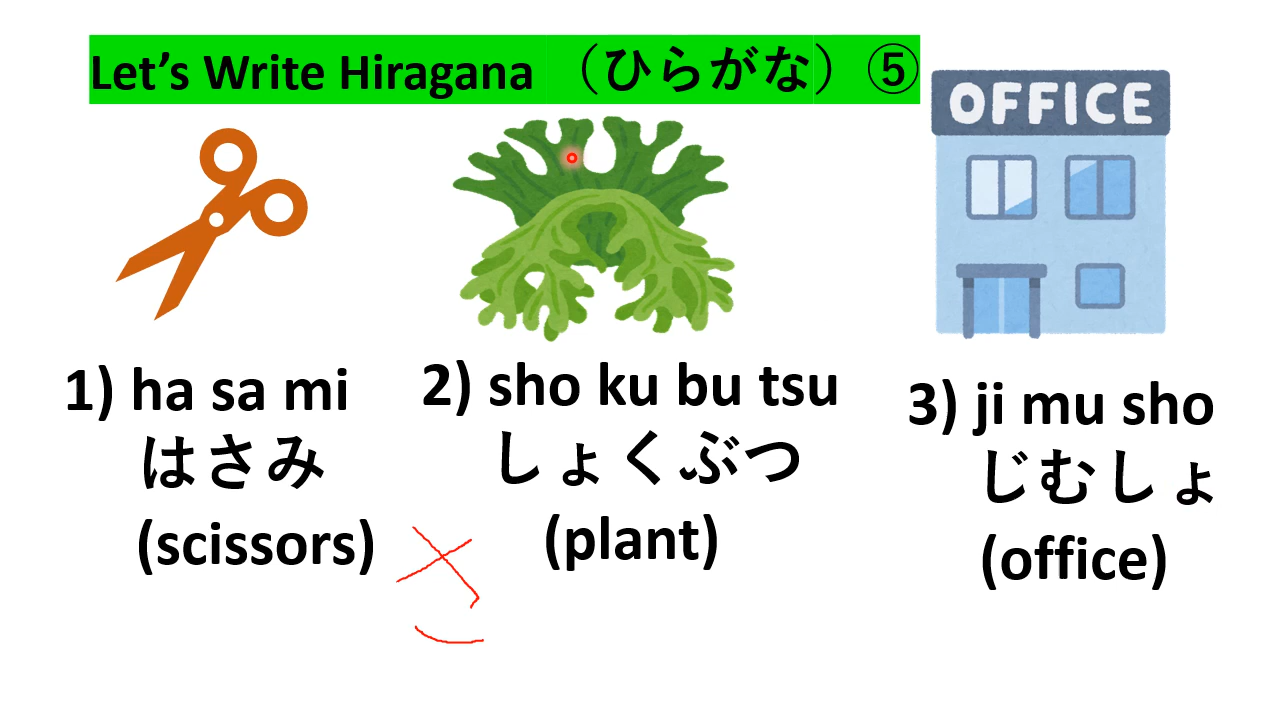 Let's Write Hiragana （ひらがな）⑤
OFFICE
1) ha sa mi
はさみ
(scissors)
2) sho ku bu tsu
しょくぶつ
(plant)
3) ji mu sho
じむしょ
(office)
さ